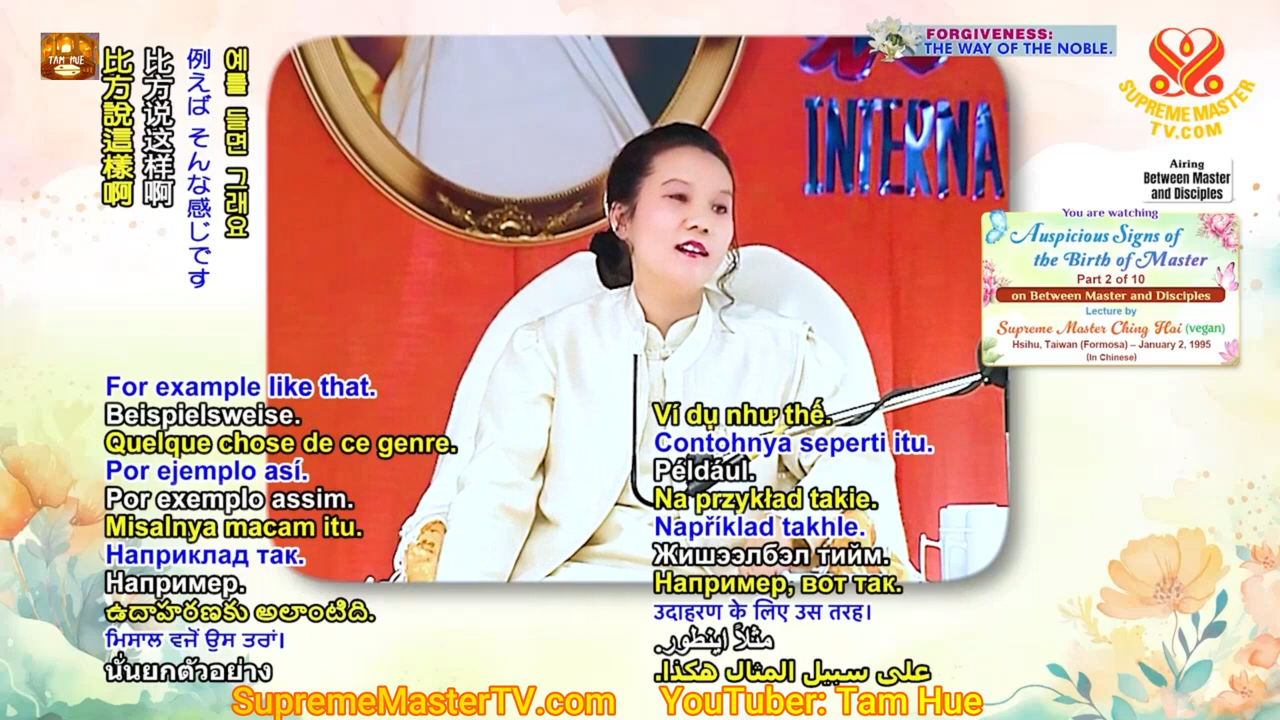 TAM HUE
比方說這樣啊
比方说这样啊
例えば そんな感じです
예를 들면 그래요
FORGIVENESS:
THE WAY OF THE NOBLE.
SUPREME MASTER
TV.COM
INTERNA
Airing
Between Master
and Disciples
You are watching
Auspicious Signs of
the Birth of Master
Part 2 of 10
on Between Master and Disciples
Lecture by
Supreme Master Ching Hai (vegan)
Hsihu, Taiwan (Formosa) – January 2, 1995
(In Chinese)
For example like that.
Beispielsweise.
Quelque chose de ce genre.
Por ejemplo así.
Por exemplo assim.
Misalnya macam itu.
Наприклад так.
Например.
ఉదాహరణకు అలాంటిది.
ਮਿਸਾਲ ਵਜੋਂ ਉਸ ਤਰਾਂ।
นั่นยกตัวอย่าง
Ví dụ như thế.
Contohnya seperti itu.
Például.
Na przykład takie.
Například takhle.
Жишээлбэл тийм.
Например, вот так.
उदाहरण के लिए उस तरह।
مثلاً اینطور.
على سبيل المثال هكذا.
SupremeMasterTV.com
YouTuber: Tam Hue